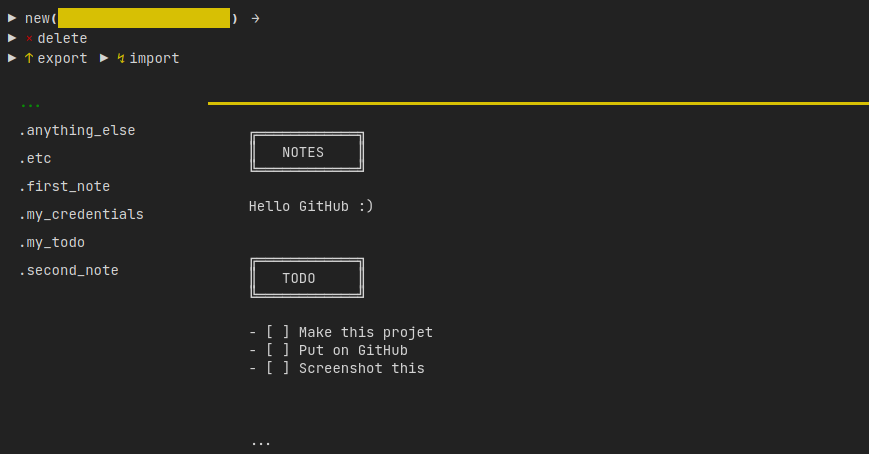 ▶ new( ) →
▶ × delete
▶ ↑ export ▶ ↯ import
...
.anything_else
.etc
.first_note
.my_credentials
.my_todo
.second_note
NOTES
Hello GitHub :)
TODO
- [ ] Make this projet
- [ ] Put on GitHub
- [ ] Screenshot this
...